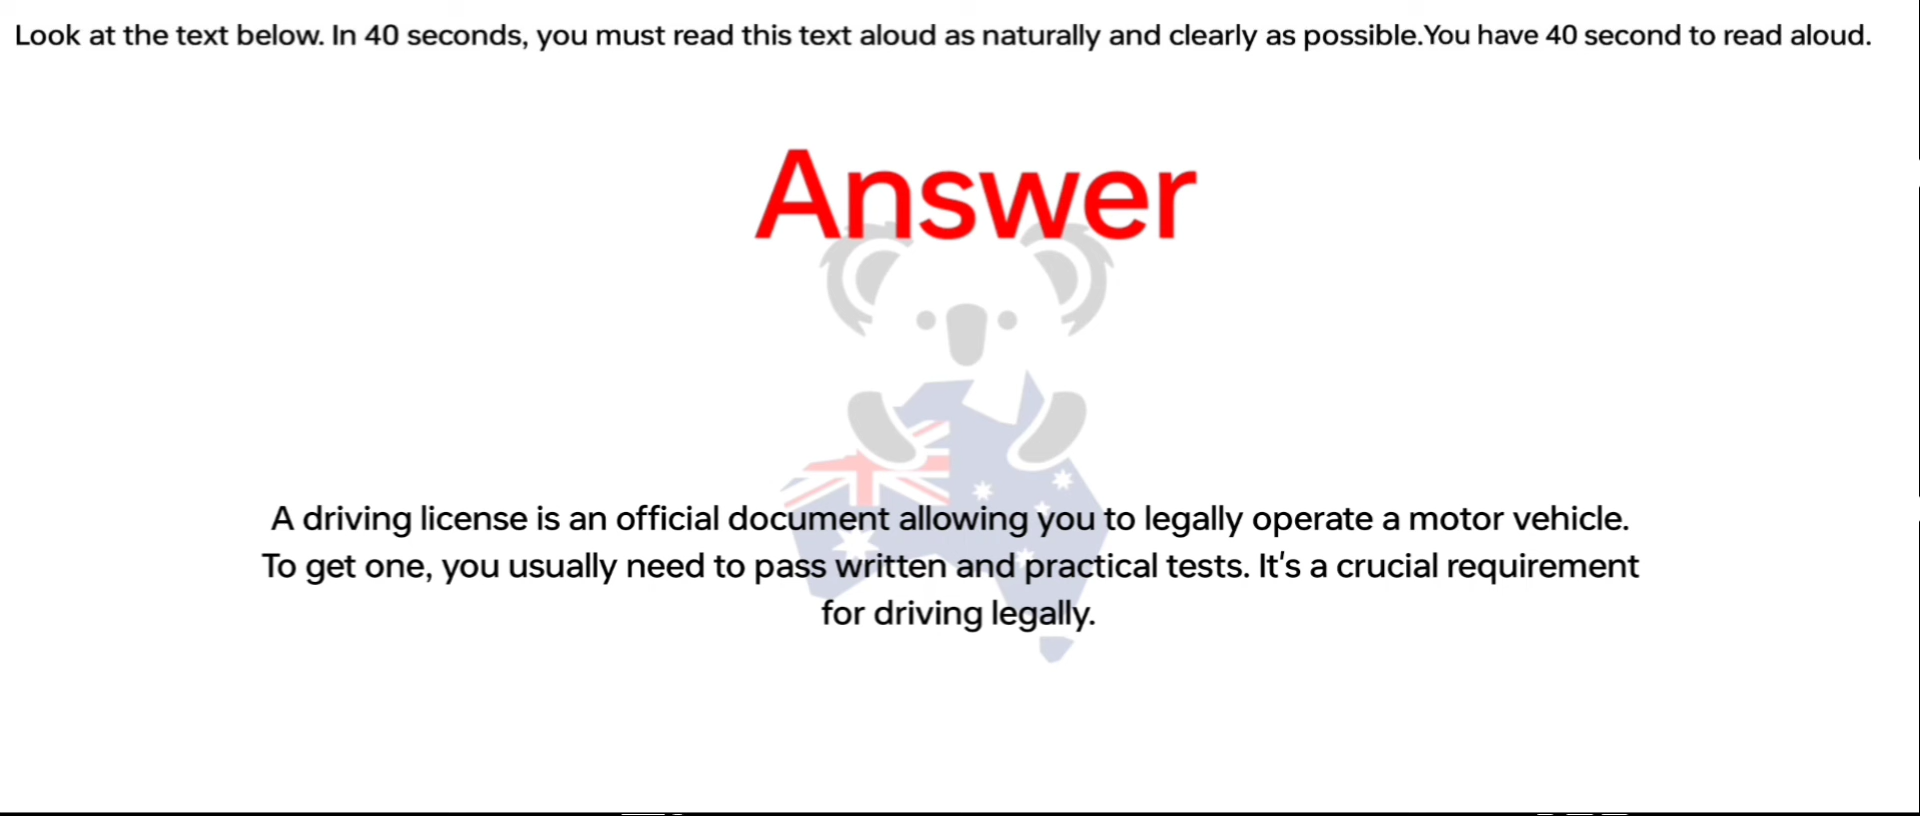 Look at the text below. In 40 seconds, you must read this text aloud as naturally and clearly as possible.You have 40 second to read aloud.
Answer
A driving license is an official document allowing you to legally operate a motor vehicle.
To get one, you usually need to pass written and practical tests. It's a crucial requirement
for driving legally.